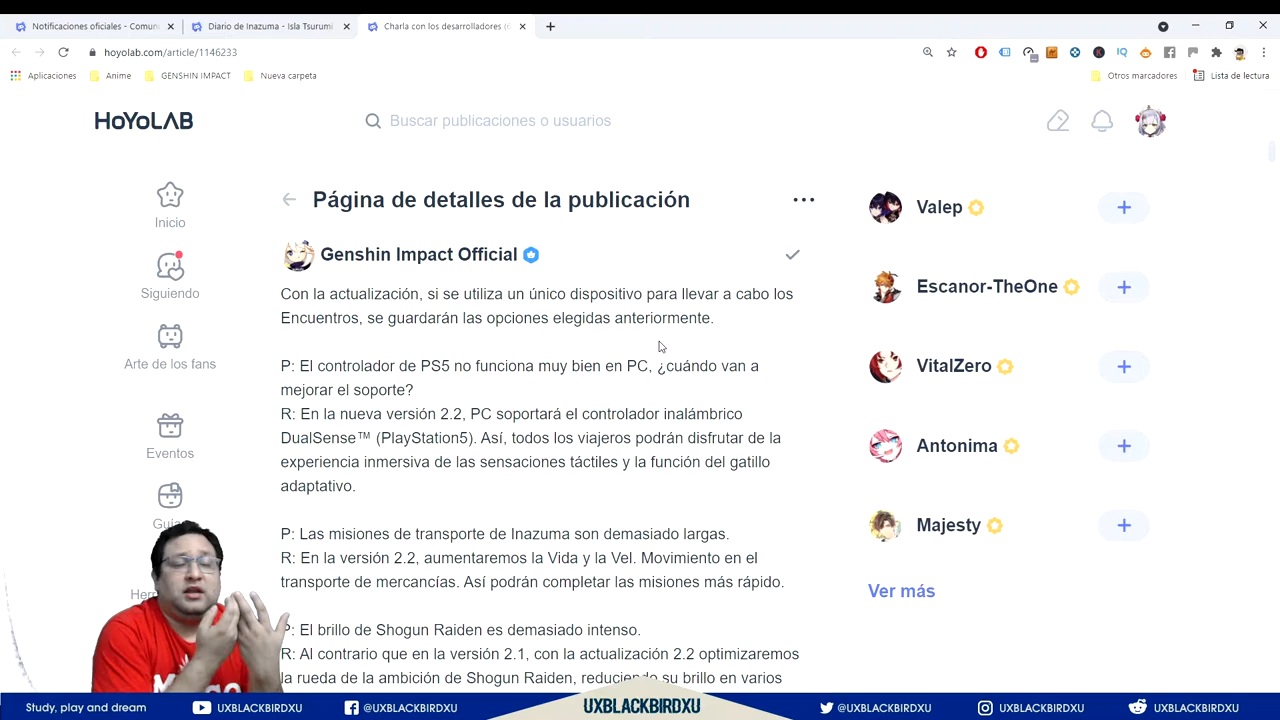 Notificaciones oficiales - Comun
Diario de Inazuma - Isla Tsurumi
Charla con los desarrolladores (6
hoyolab.com/article/1146233
Aplicaciones
Anime
GENSHIN IMPACT
Nueva carpeta
Otros marcadores
Lista de lectura
HoYoLAB
Buscar publicaciones o usuarios
Inicio
Siguiendo
Arte de los fans
Eventos
Guía
Her
Página de detalles de la publicación
Genshin Impact Official
Con la actualización, si se utiliza un único dispositivo para llevar a cabo los
Encuentros, se guardarán las opciones elegidas anteriormente.
P: El controlador de PS5 no funciona muy bien en PC, ¿cuándo van a
mejorar el soporte?
R: En la nueva versión 2.2, PC soportará el controlador inalámbrico
DualSense™ (PlayStation5). Así, todos los viajeros podrán disfrutar de la
experiencia inmersiva de las sensaciones táctiles y la función del gatillo
adaptativo.
P: Las misiones de transporte de Inazuma son demasiado largas.
R: En la versión 2.2, aumentaremos la Vida y la Vel. Movimiento en el
transporte de mercancías. Así podrán completar las misiones más rápido.
P: El brillo de Shogun Raiden es demasiado intenso.
R: Al contrario que en la versión 2.1, con la actualización 2.2 optimizaremos
la rueda de la ambición de Shogun Raiden, reduciendo su brillo en varios
Valep
Escanor-TheOne
VitalZero
Antonima
Majesty
Ver más
Study, play and dream
UXBLACKBIRDXU
@UXBLACKBIRDXU
UXBLACKBIRDXU
@UXBLACKBIRDXU
UXBLACKBIRDXU
UXBLACKBIRDXU